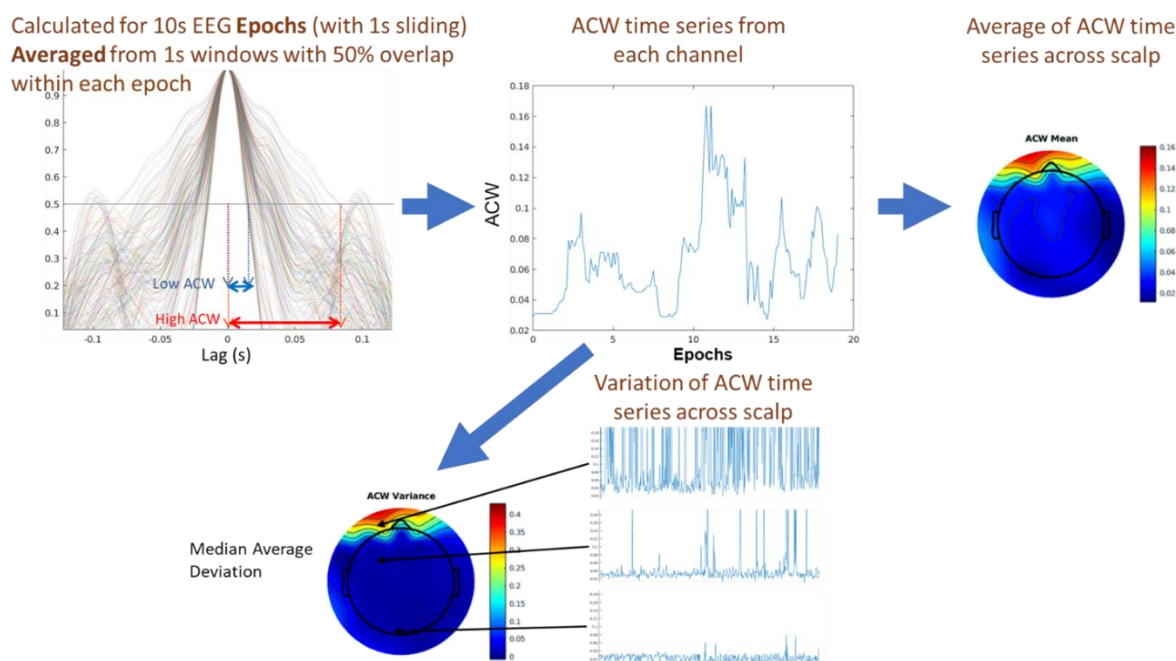 Calculated for 10s EEG Epochs (with 1s sliding)
Averaged from 1s windows with 50% overlap
within each epoch
0.9
0.8
0.7
0.6
0.5
0.4
0.3
0.2
0.1
Low ACW
High ACW
-0.1
-0.05
0
0.05
0.1
Lag (s)
ACW time series from
each channel
0.18
0.16
0.14
0.12
0.1
0.08
0.06
0.04
0.02
ACW
0
5
10
15
20
Epochs
Average of ACW time
series across scalp
ACW Mean
0.16
0.14
0.12
0.1
0.08
0.06
0.04
0.02
Variation of ACW time
series across scalp
ACW Variance
0.4
0.35
0.3
0.25
0.2
0.15
0.1
0.05
0
Median Average
Deviation